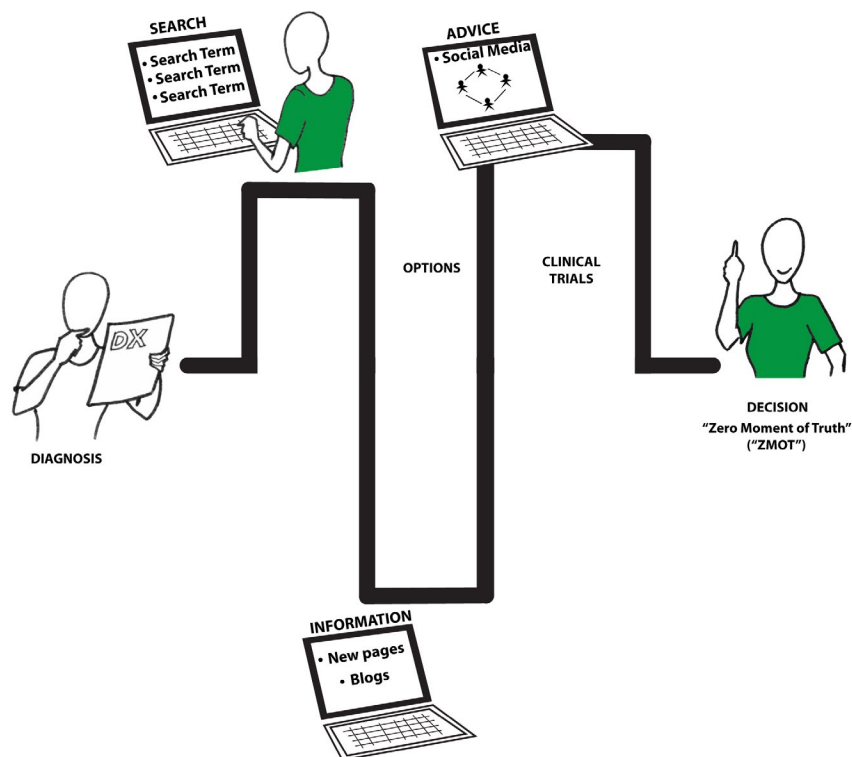 SEARCH
• Search Term
• Search Term
• Search Term
ADVICE
• Social Media
OPTIONS
CLINICAL
TRIALS
DX
DIAGNOSIS
DECISION
“Zero Moment of Truth”
(“ZMOT”)
INFORMATION
• New pages
• Blogs